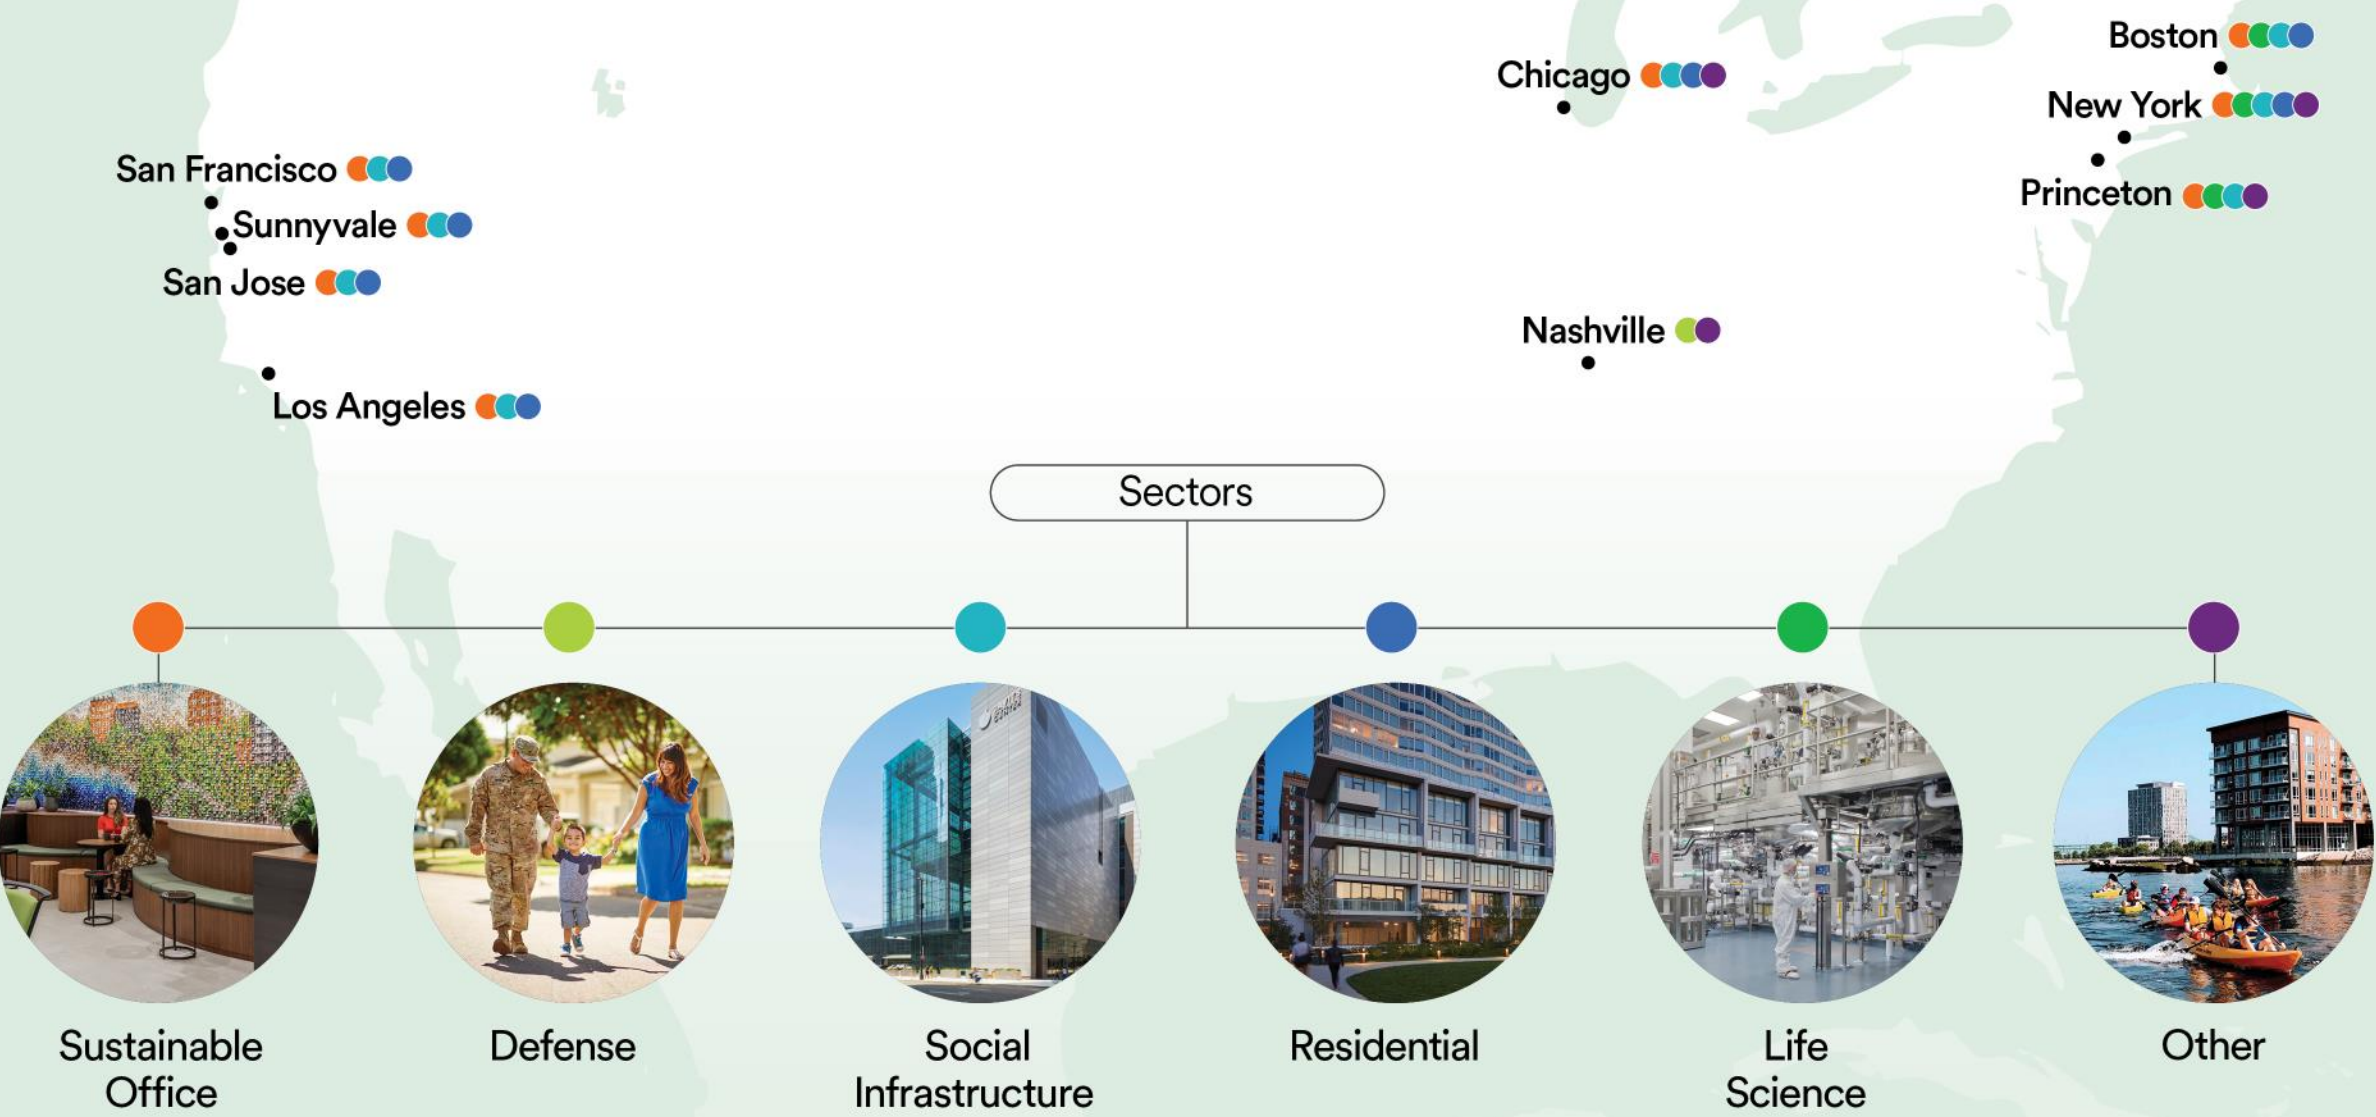 Boston
Chicago
New York
San Francisco
Princeton
Sunnyvale
San Jose
Nashville
Los Angeles
Sectors
Sustainable
Office
Defense
Social
Infrastructure
Residential
Life
Science
Other